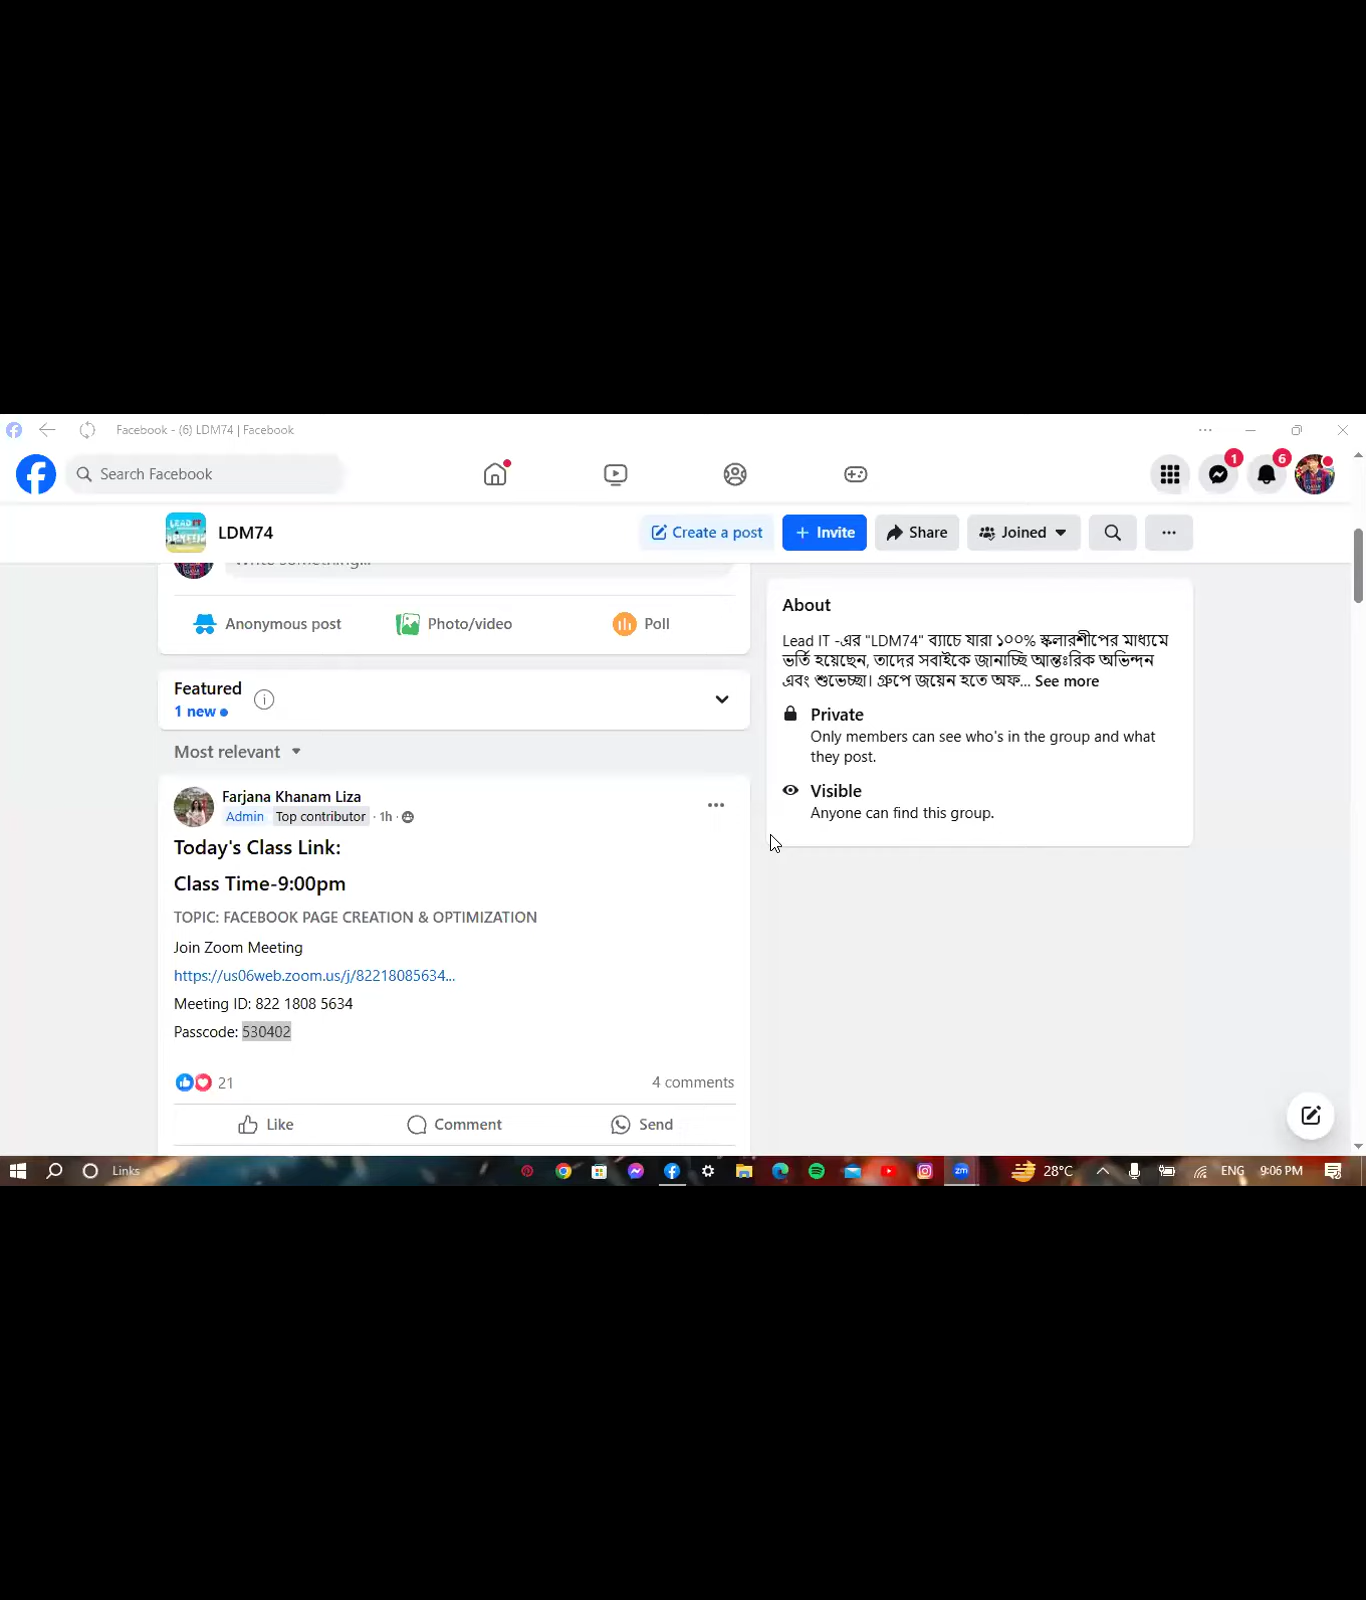 Facebook - (6) LDM74 | Facebook
Search Facebook
1
6
LEAD IT
LDM74
Create a post
+ Invite
Share
Joined
Write something...
Anonymous post
Photo/video
Poll
Featured
1 new
Most relevant
Farjana Khanam Liza
Admin Top contributor · 1h ·
Today's Class Link:
Class Time-9:00pm
TOPIC: FACEBOOK PAGE CREATION & OPTIMIZATION
Join Zoom Meeting
https://us06web.zoom.us/j/82218085634...
Meeting ID: 822 1808 5634
Passcode: 530402
21
4 comments
Like
Comment
Send
About
Lead IT -এর "LDM74" ব্যাচে যারা ১০০% স্কলারশীপের মাধ্যমে
ভর্তি হয়েছেন, তাদের সবাইকে জানাচ্ছি আন্তঃরিক অভিন্দন
এবং শুভেচ্ছা। গ্রুপে জয়েন হতে অফ... See more
Private
Only members can see who's in the group and what
they post.
Visible
Anyone can find this group.
Links
zm
28°C
ENG
9:06 PM